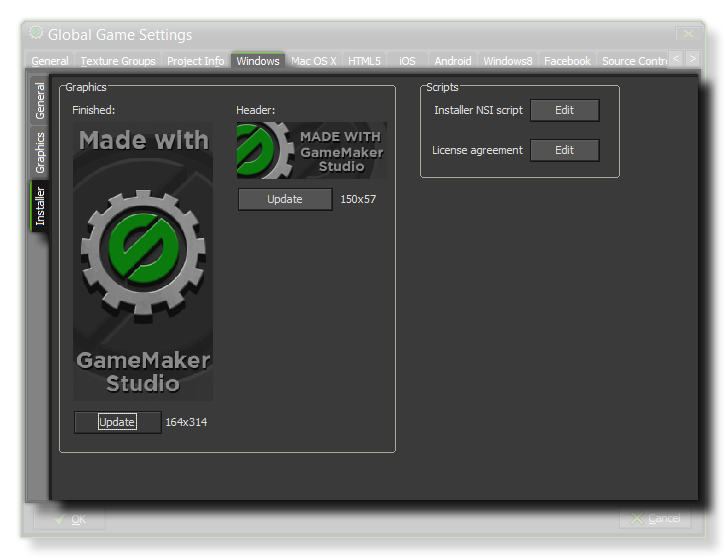 Global Game Settings
General Texture Groups Project Info Windows Mac OS X HTML5 iOS Android Windows8 Facebook Source Contro
General
Graphics
Installer
Graphics
Finished:
Made with
GameMaker
Studio
Update 164x314
Header:
MADE WITH
GameMaker
Studio
Update 150x57
Scripts
Installer NSI script Edit
License agreement Edit
OK Cancel